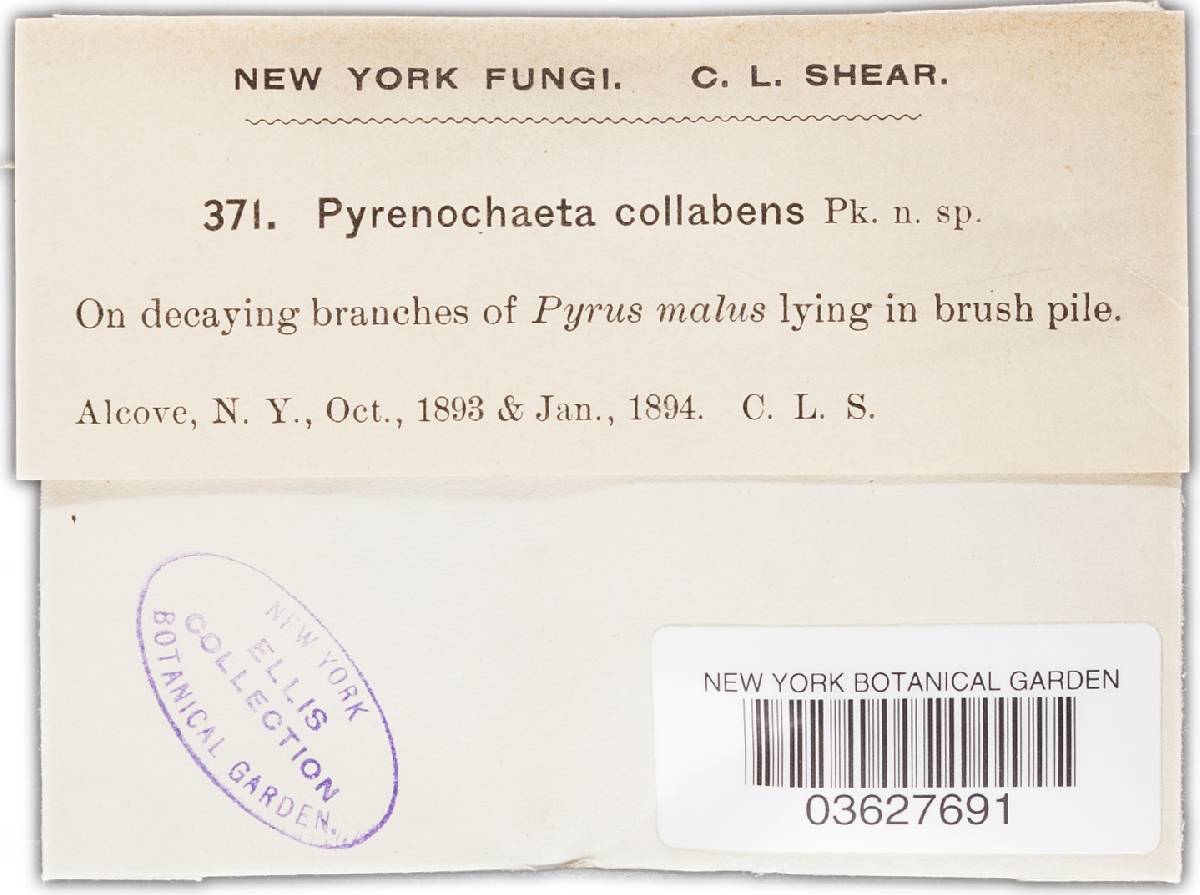 NEW YORK FUNGI. C. L. SHEAR.
371. Pyrenochaeta collabens Pk. n. sp.
On decaying branches of Pyrus malus lying in brush pile.
Alcove, N. Y., Oct., 1893 & Jan., 1894. C. L. S.
NEW YORK
ELLIS
COLLECTION
BOTANICAL GARDEN.
NEW YORK BOTANICAL GARDEN
03627691